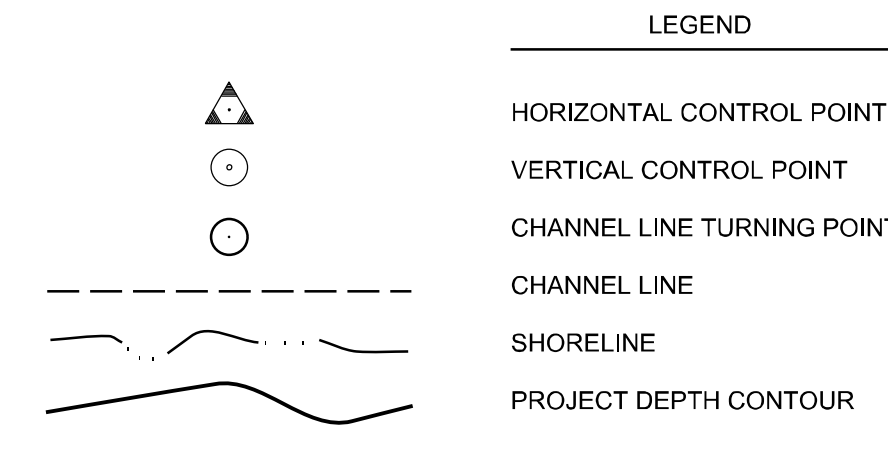 LEGEND
HORIZONTAL CONTROL POINT
VERTICAL CONTROL POINT
CHANNEL LINE TURNING POINT
CHANNEL LINE
SHORELINE
PROJECT DEPTH CONTOUR